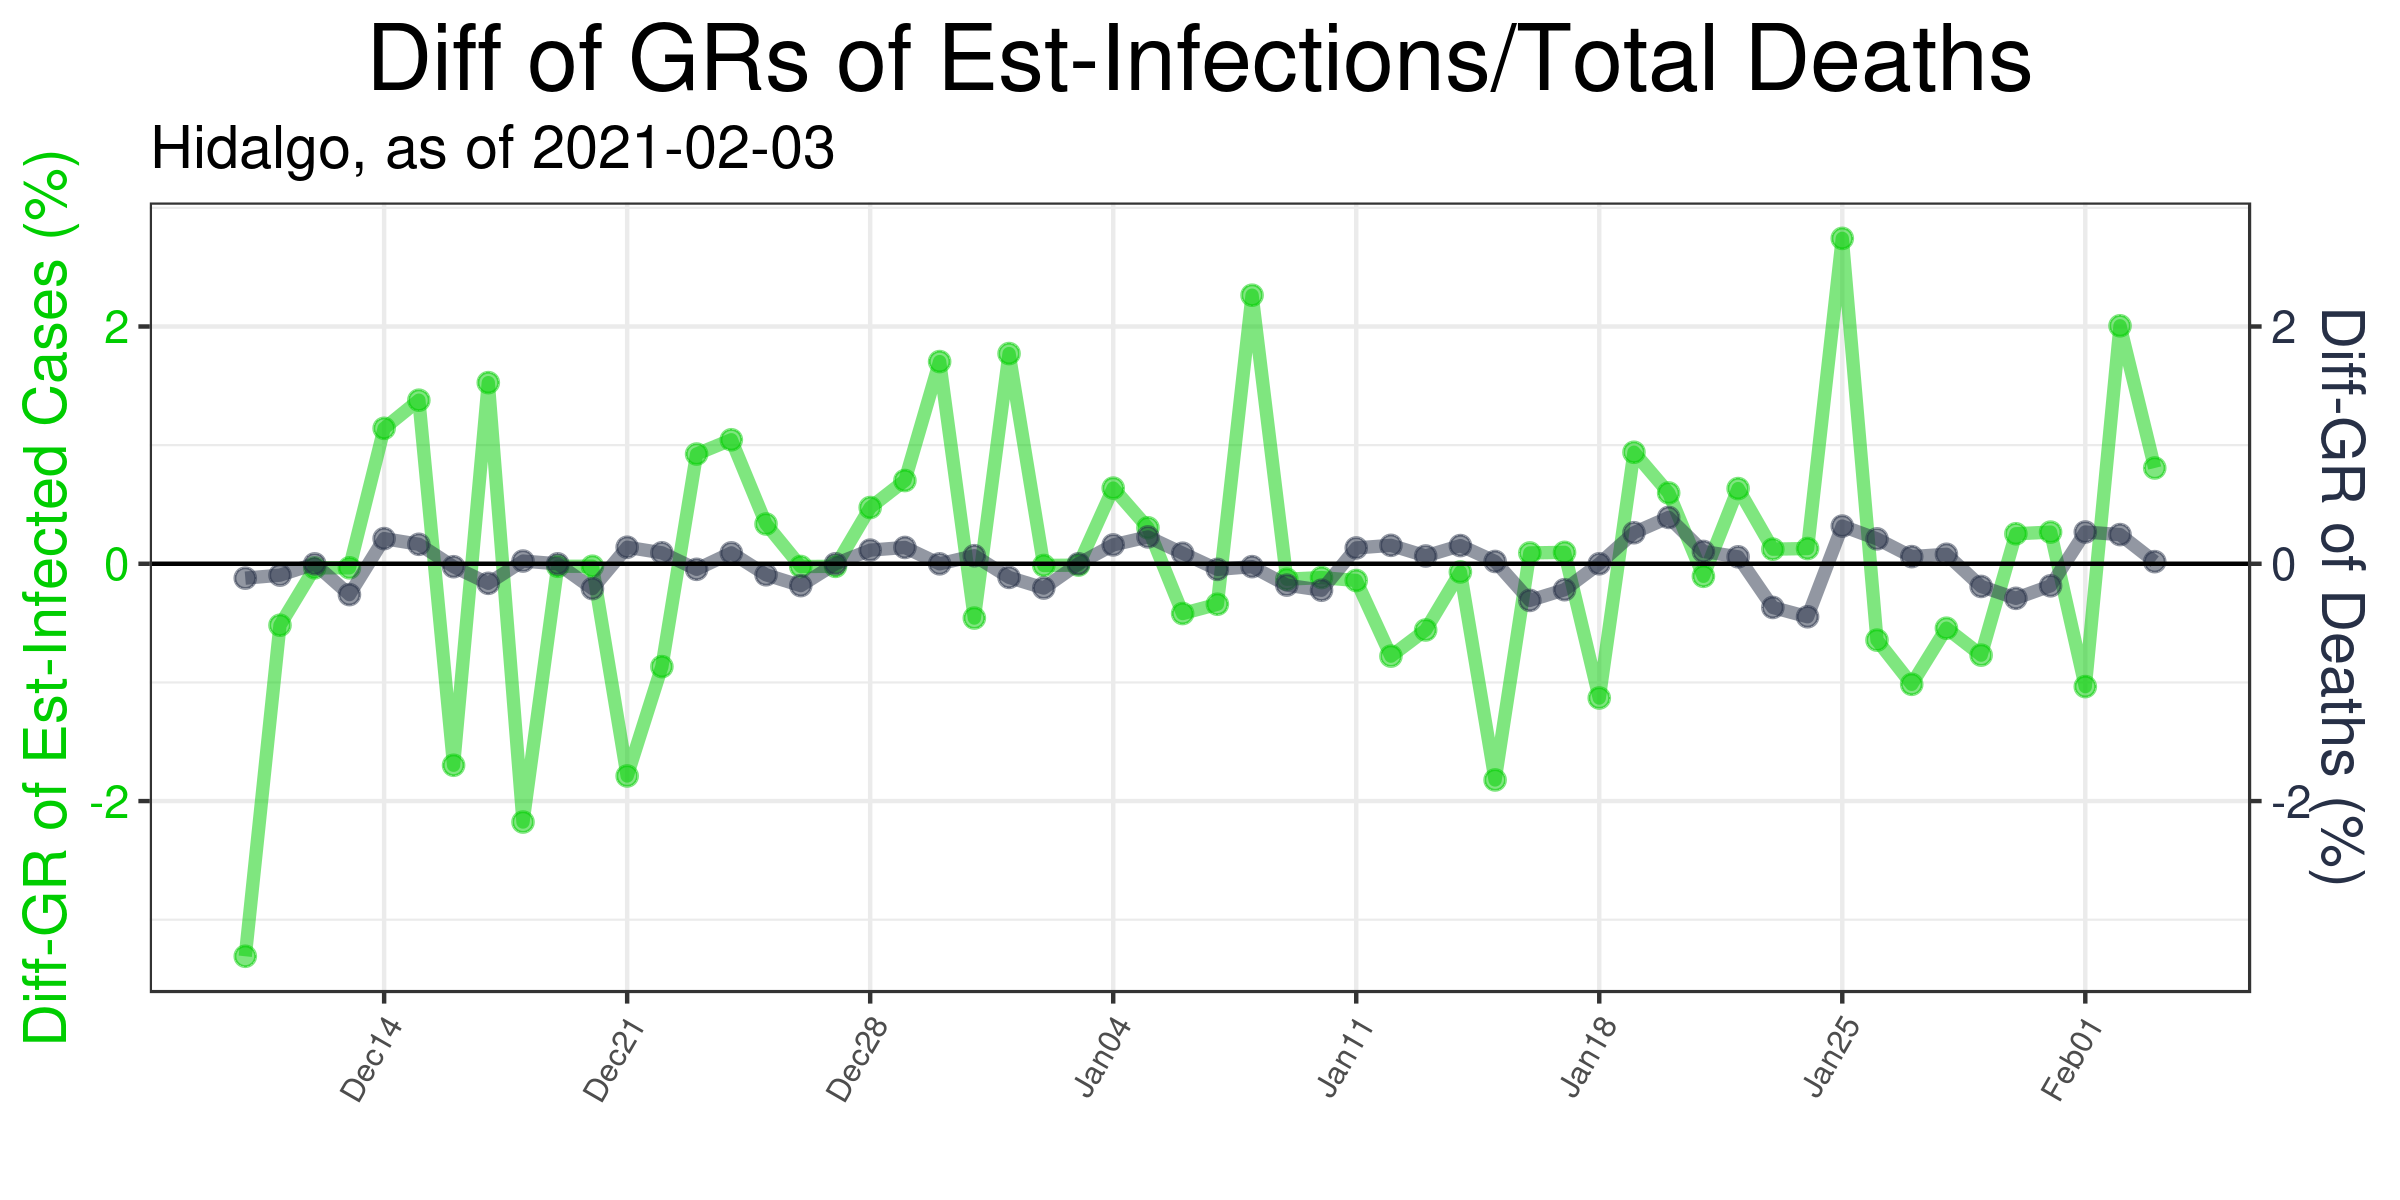 Diff of GRs of Est-Infections/Total Deaths
Hidalgo, as of 2021-02-03
Diff-GR of Est-Infected Cases (%)
2
0
-2
2
0
-2
Diff-GR of Deaths (%)
Dec14
Dec21
Dec28
Jan04
Jan11
Jan18
Jan25
Feb01